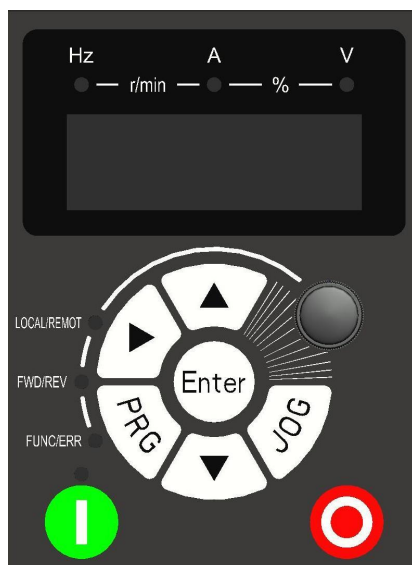 Hz A V
r/min %
LOCAL/REMOT
FWD/REV
Enter
PRG JOG
FUNC/ERR